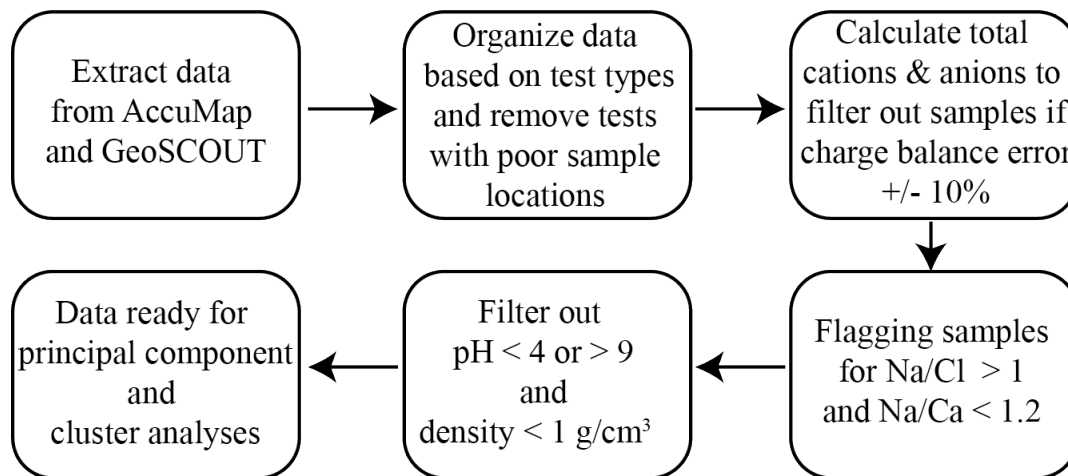 Extract data
from AccuMap
and GeoSCOUT
Organize data
based on test types
and remove tests
with poor sample
locations
Calculate total
cations & anions to
filter out samples if
charge balance error
+/- 10%
Flagging samples
for Na/Cl > 1
and Na/Ca < 1.2
Filter out
pH < 4 or > 9
and
density < 1 g/cm³
Data ready for
principal component
and
cluster analyses